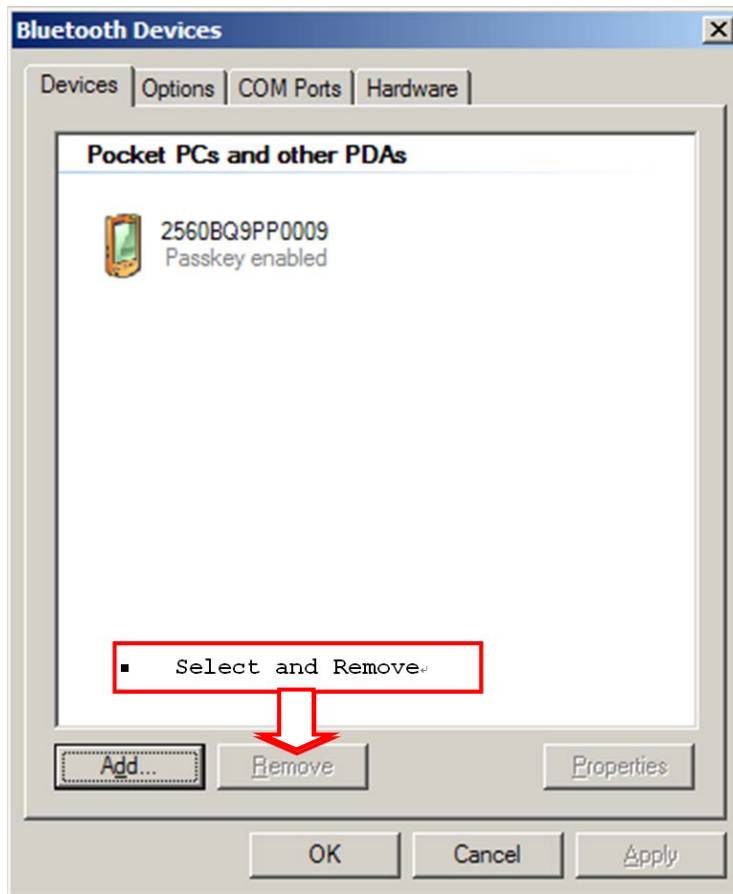 Bluetooth Devices
Devices Options COM Ports Hardware
Pocket PCs and other PDAs
2560BQ9PP0009
Passkey enabled
▪ Select and Remove↵
Add... Remove Properties
OK Cancel Apply